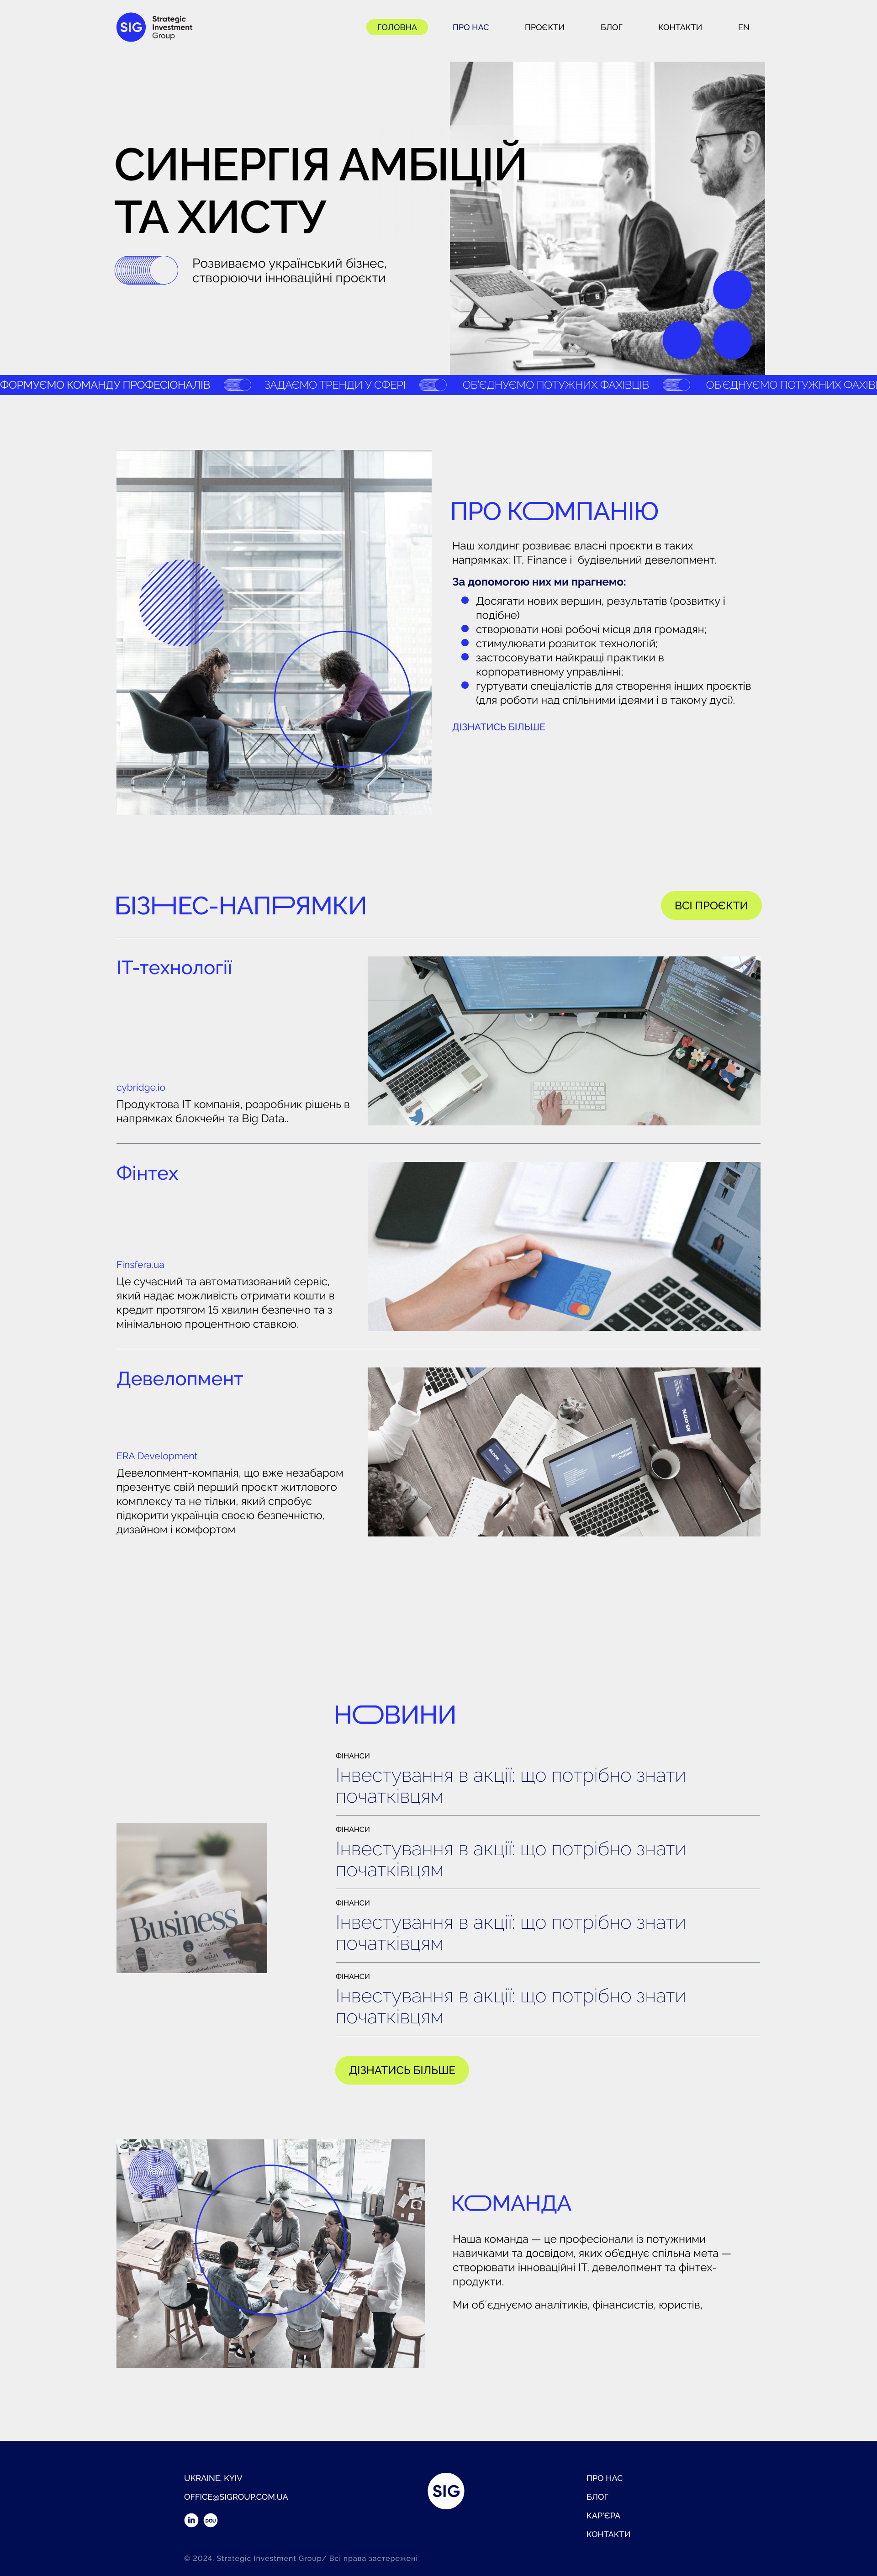 SIG
Strategic
Investment
Group
ГОЛОВНА
ПРО НАС
ПРОЄКТИ
БЛОГ
КОНТАКТИ
EN
СИНЕРГІЯ АМБІЦІЙ
ТА ХИСТУ
Розвиваємо український бізнес,
створюючи інноваційні проєкти
ФОРМУЄМО КОМАНДУ ПРОФЕСІОНАЛІВ
ЗАДАЄМО ТРЕНДИ У СФЕРІ
ОБ'ЄДНУЄМО ПОТУЖНИХ ФАХІВЦІВ
ОБ'ЄДНУЄМО ПОТУЖНИХ
ПРО КОМПАНІЮ
Наш холдинг розвиває власні проєкти в таких
напрямках: IT, Finance і будівельний девелопмент.
За допомогою них ми прагнемо:
Досягати нових вершин, результатів (розвитку і
подібне)
створювати нові робочі місця для громадян;
стимулювати розвиток технологій;
застосовувати найкращі практики в
корпоративному управлінні;
гуртувати спеціалістів для створення інших проєктів
(для роботи над спільними ідеями і в такому дусі).
ДІЗНАТИСЬ БІЛЬШЕ
БІЗНЕС-НАПРЯМКИ
ВСІ ПРОЄКТИ
IT-технології
cybridge.io
Продуктова IT компанія, розробник рішень в
напрямках блокчейн та Big Data..
Фінтех
Finsfera.ua
Це сучасний та автоматизований сервіс,
який надає можливість отримати кошти в
кредит протягом 15 хвилин безпечно та з
мінімальною процентною ставкою.
Девелопмент
ERA Development
Девелопмент-компанія, що вже незабаром
презентує свій перший проєкт житлового
комплексу та не тільки, який спробує
підкорити українців своєю безпечністю,
дизайном і комфортом
НОВИНИ
ФІНАНСИ
Інвестування в акції: що потрібно знати
початківцям
ФІНАНСИ
Інвестування в акції: що потрібно знати
початківцям
Business
ФІНАНСИ
Інвестування в акції: що потрібно знати
початківцям
ФІНАНСИ
Інвестування в акції: що потрібно знати
початківцям
ДІЗНАТИСЬ БІЛЬШЕ
КОМАНДА
Наша команда — це професіонали із потужними
навичками та досвідом, яких об'єднує спільна мета —
створювати інноваційні IT, девелопмент та фінтех-
продукти.
Ми об`єднуємо аналітиків, фінансистів, юристів,
UKRAINE, KYIV
OFFICE@SIGROUP.COM.UA
in
DOU
SIG
ПРО НАС
БЛОГ
КАР'ЄРА
КОНТАКТИ
© 2024. Strategic Investment Group/ Всі права застережені